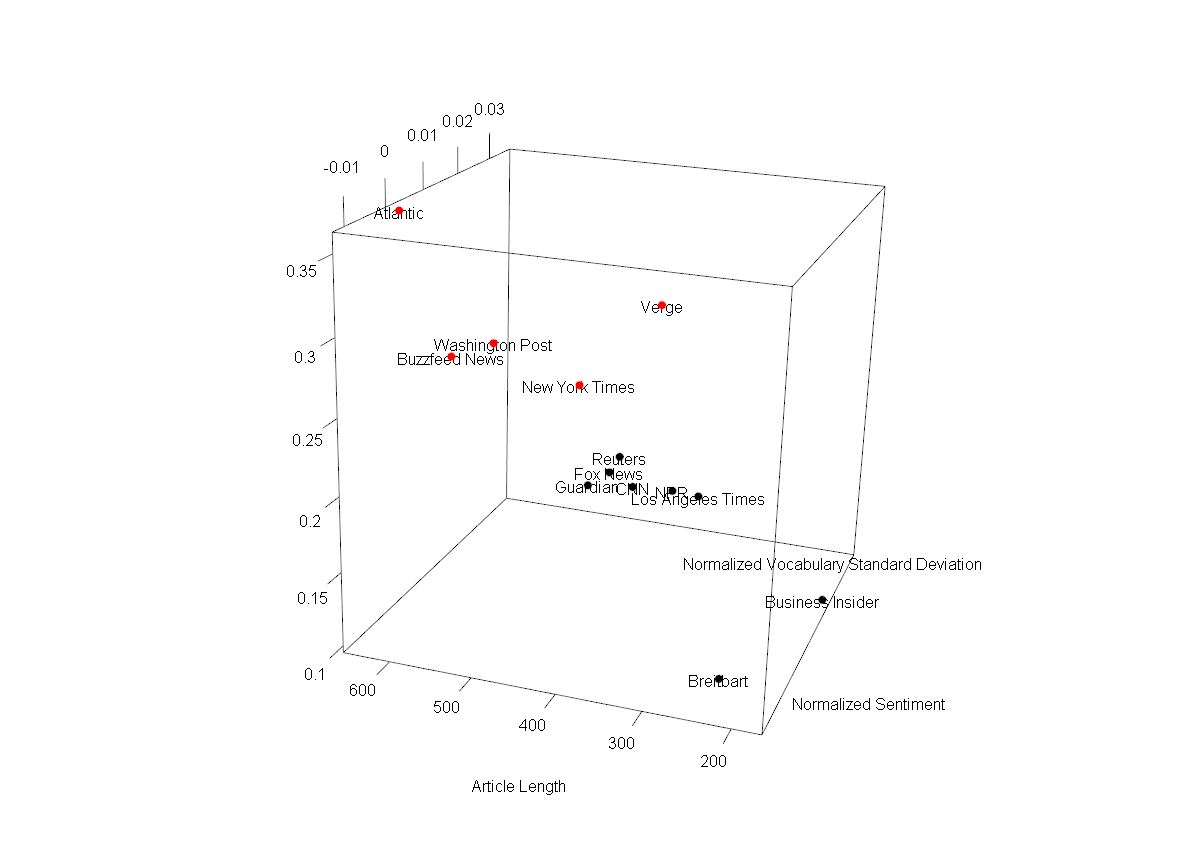 0.03
0.02
0.01
0
-0.01
Atlantic
0.35
Verge
Washington Post
0.3
Buzzfeed News
New York Times
0.25
Reuters
Fox News
Guardian
CNN
NPR
Los Angeles Times
0.2
Normalized Vocabulary Standard Deviation
0.15
Business Insider
0.1
Breitbart
600
500
Normalized Sentiment
400
300
200
Article Length